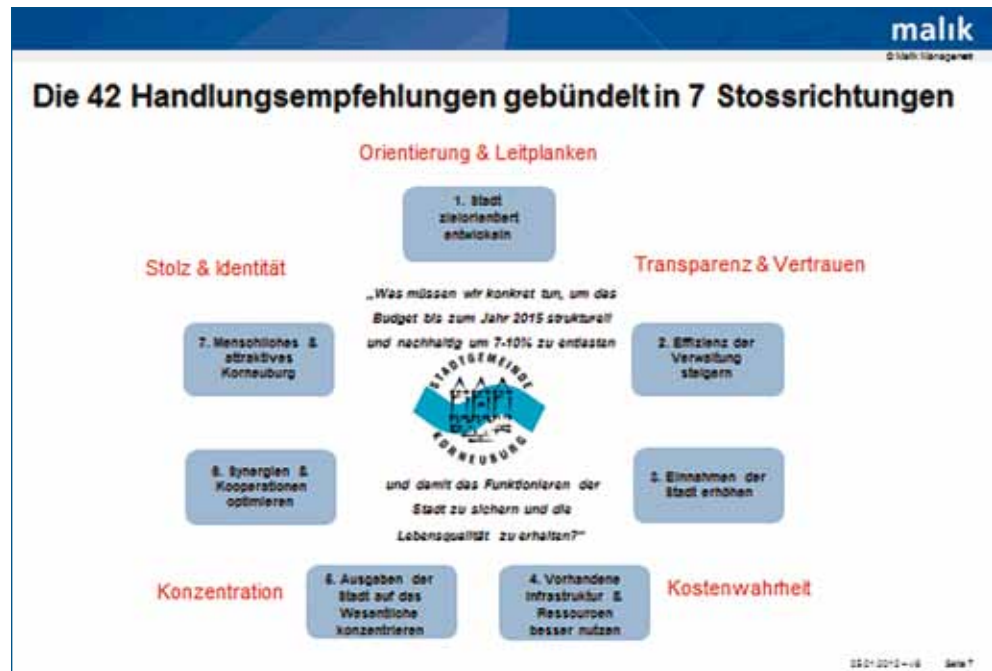 malik
© Malik Management
Die 42 Handlungsempfehlungen gebündelt in 7 Stossrichtungen
Orientierung & Leitplanken
1. Stadt
zielorientiert
entwickeln
Stolz & Identität
Transparenz & Vertrauen
„Was müssen wir konkret tun, um das
Budget bis zum Jahr 2015 strukturell
und nachhaltig um 7-10% zu entlasten
7. Menschliches &
attraktives
Korneuburg
2. Effizienz der
Verwaltung
steigern
STADTGEMEINDE
KORNEUBURG
6. Synergien &
Kooperationen
optimieren
3. Einnahmen der
Stadt erhöhen
und damit das Funktionieren der
Stadt zu sichern und die
Lebensqualität zu erhalten?“
Konzentration
5. Ausgaben der
Stadt auf das
Wesentliche
konzentrieren
4. Vorhandene
Infrastruktur &
Ressourcen
besser nutzen
Kostenwahrheit
Seite 7